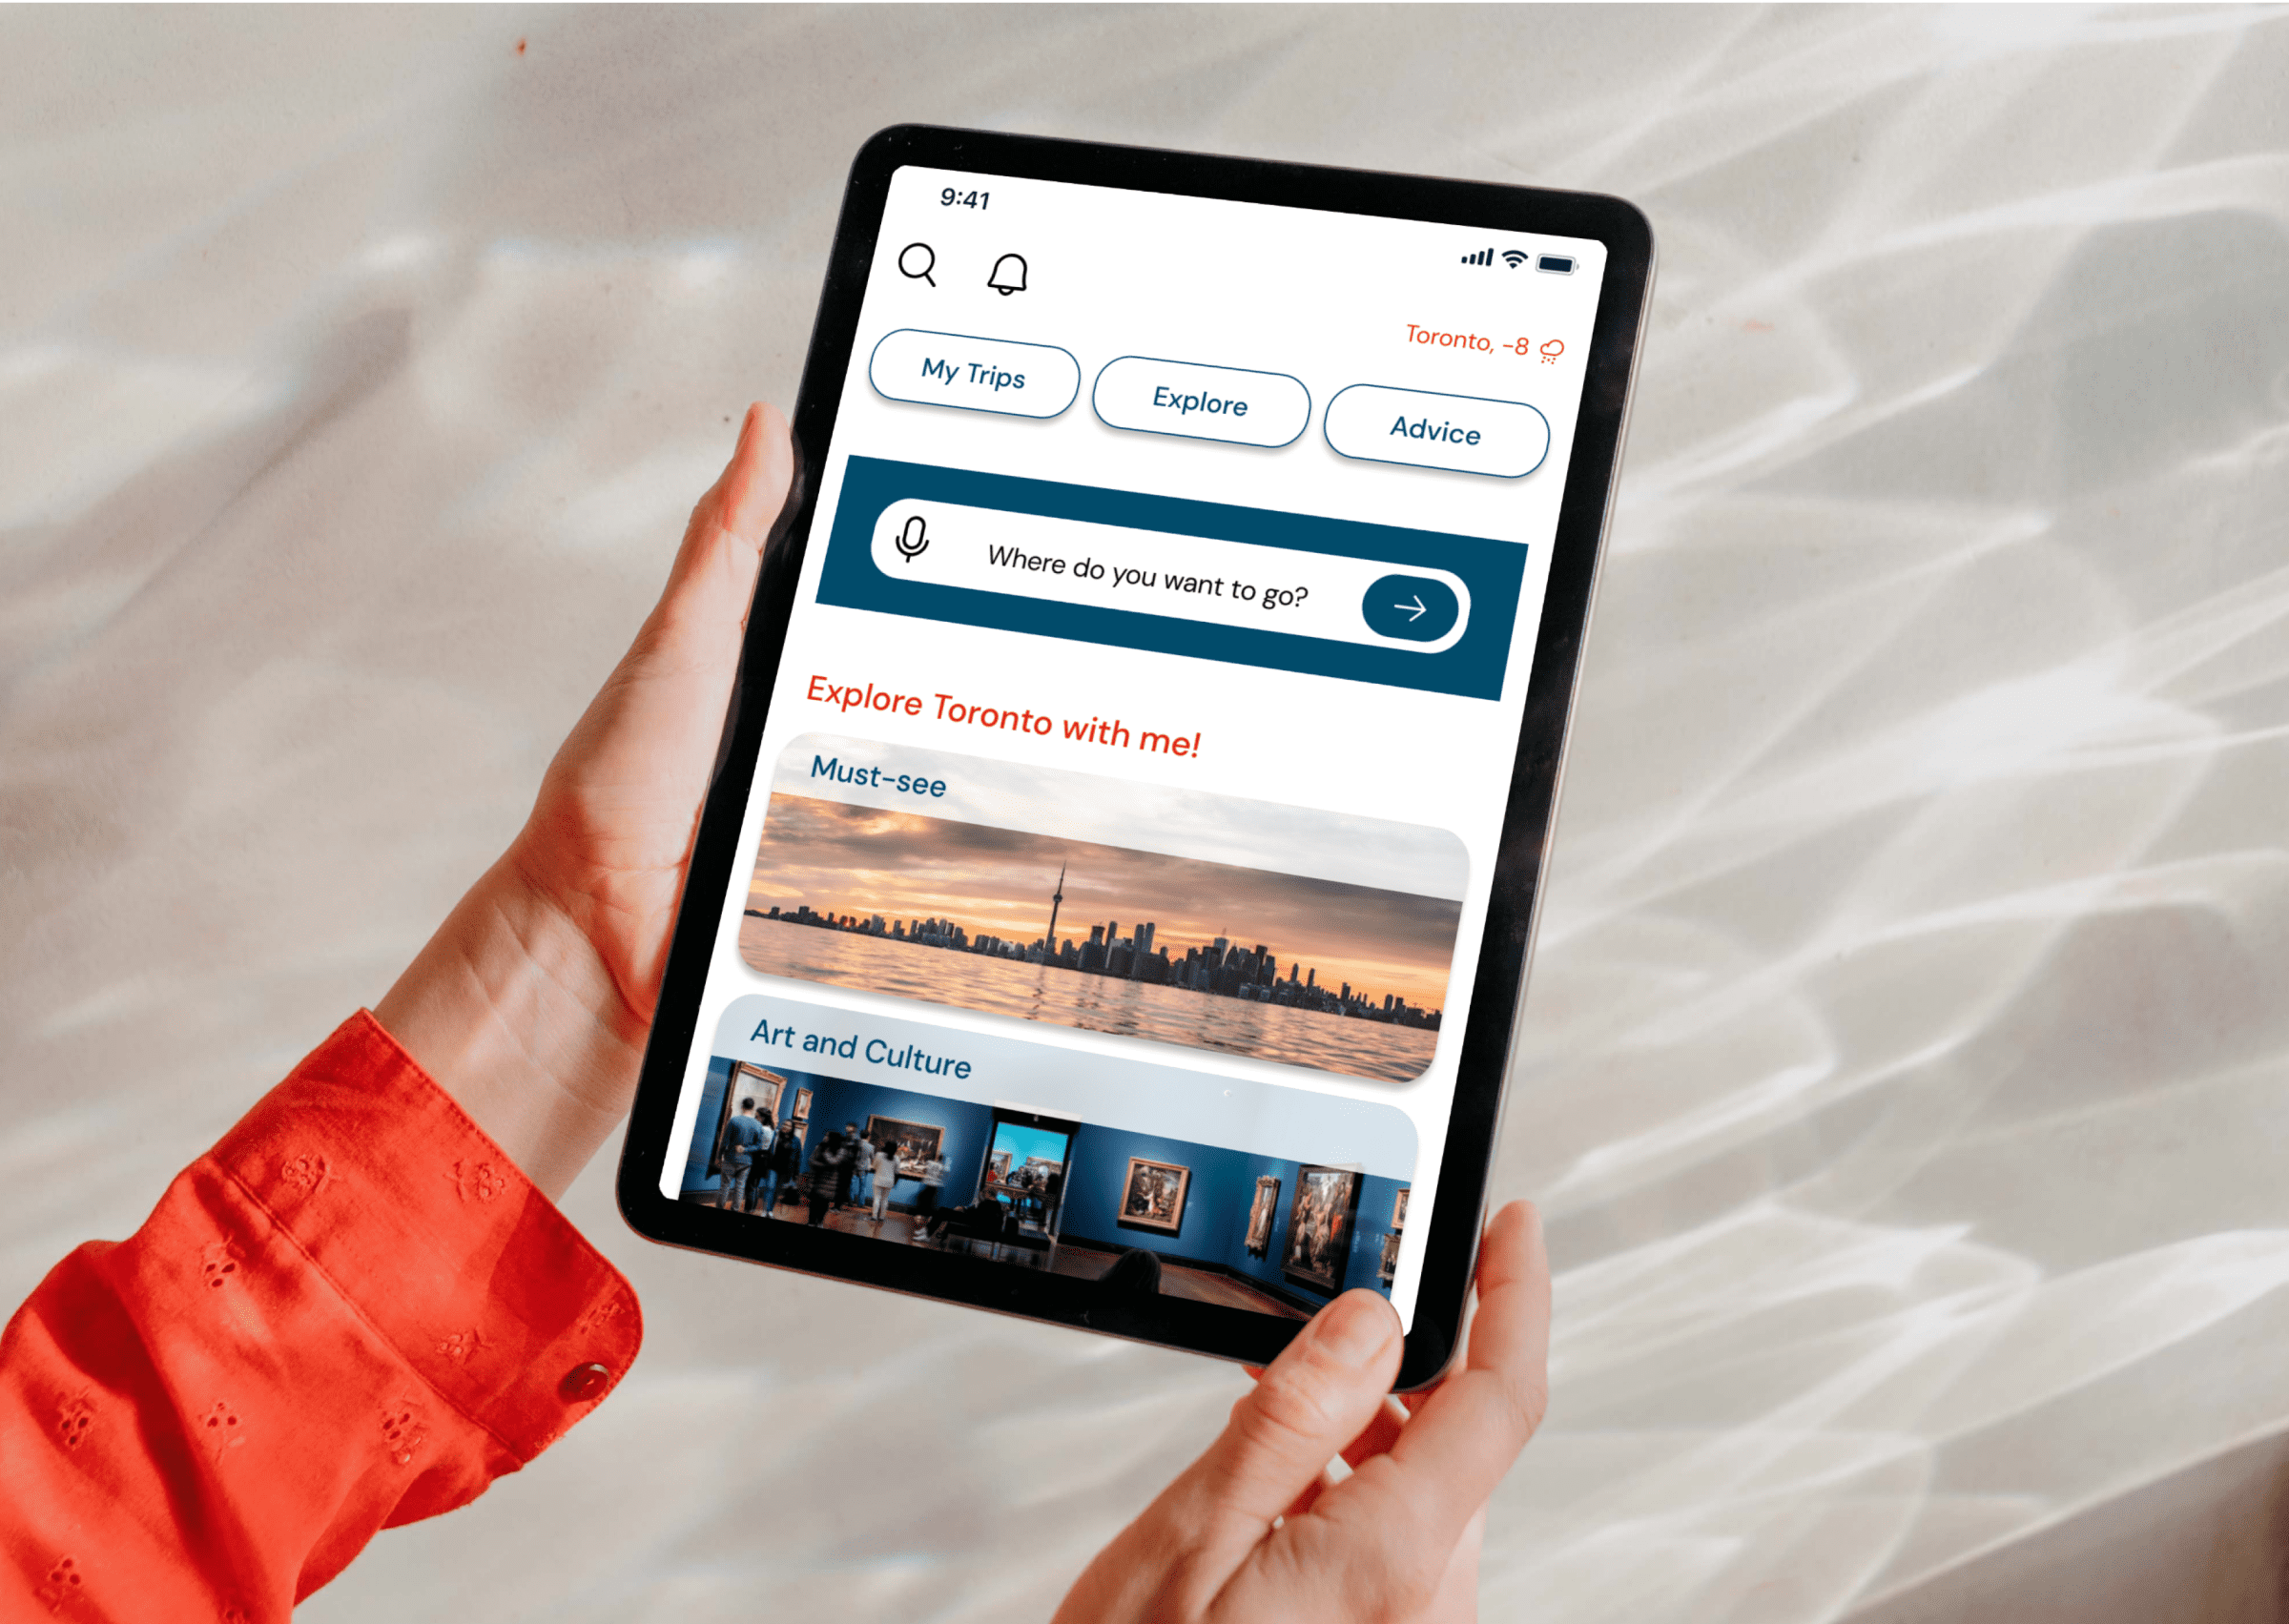 9:41
Toronto, -8
My Trips
Explore
Advice
Where do you want to go?
Explore Toronto with me!
Must-see
Art and Culture